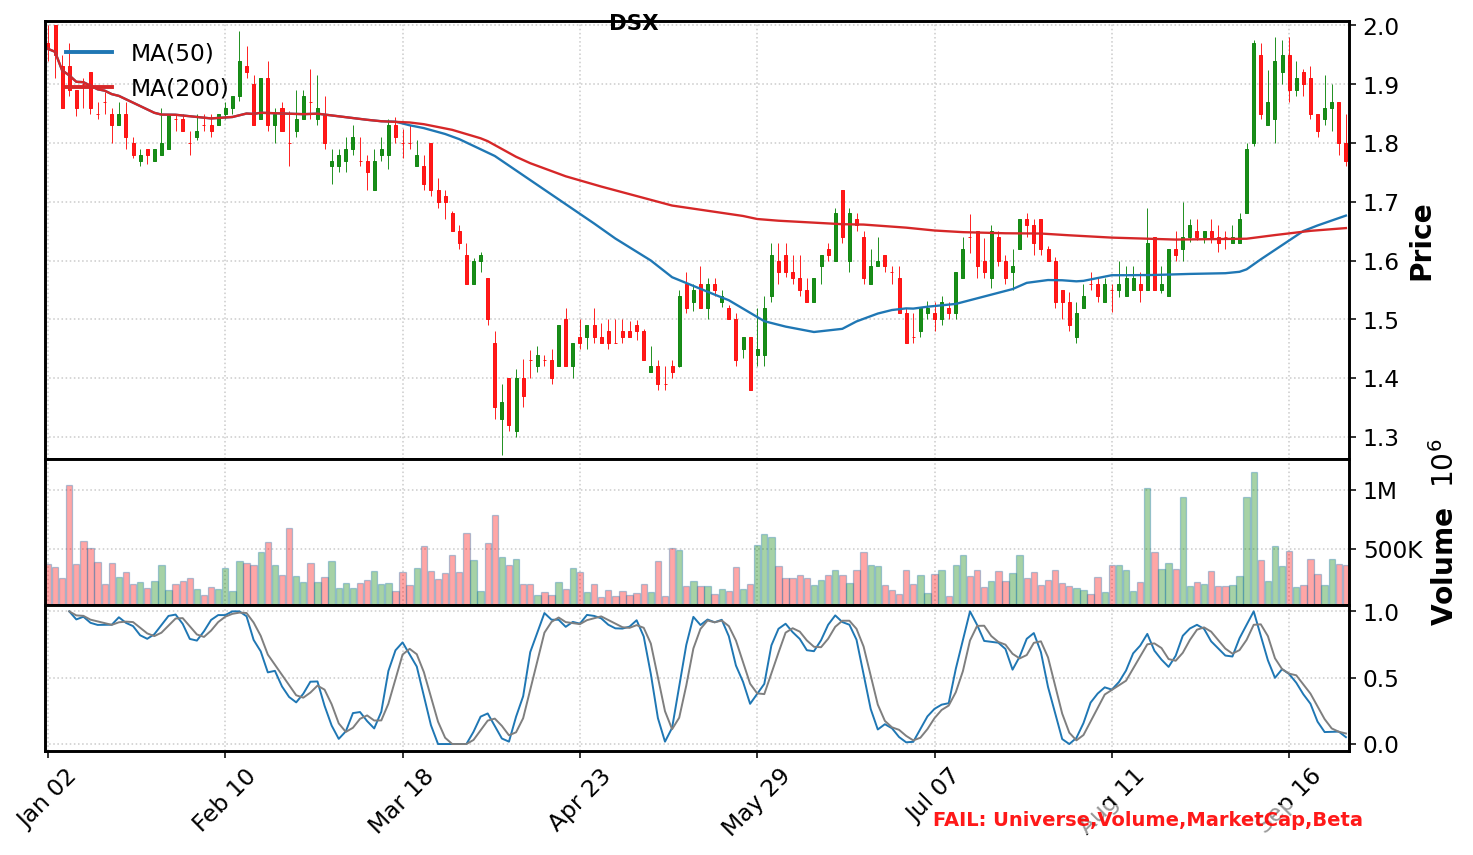 DSX
MA(50)
MA(200)
2.0
1.9
1.8
1.7
1.6
1.5
1.4
1.3
Price
1M
500K
Volume 10⁶
1.0
0.5
0.0
Jan 02
Feb 10
Mar 18
Apr 23
May 29
Jul 07
Aug 11
Sep 16
FAIL: Universe,Volume,MarketCap,Beta